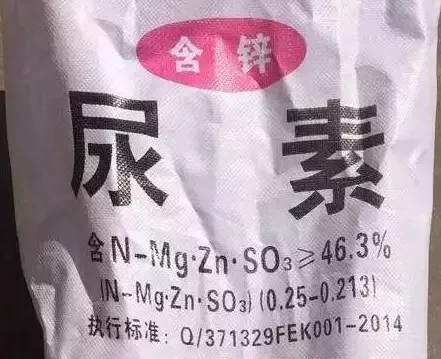 含锌
尿素
含N-Mg·Zn·SO₃≥46.3%
(N-Mg·Zn·SO₃)(0.25-0.213)
执行标准：Q/371329FEK001-2014